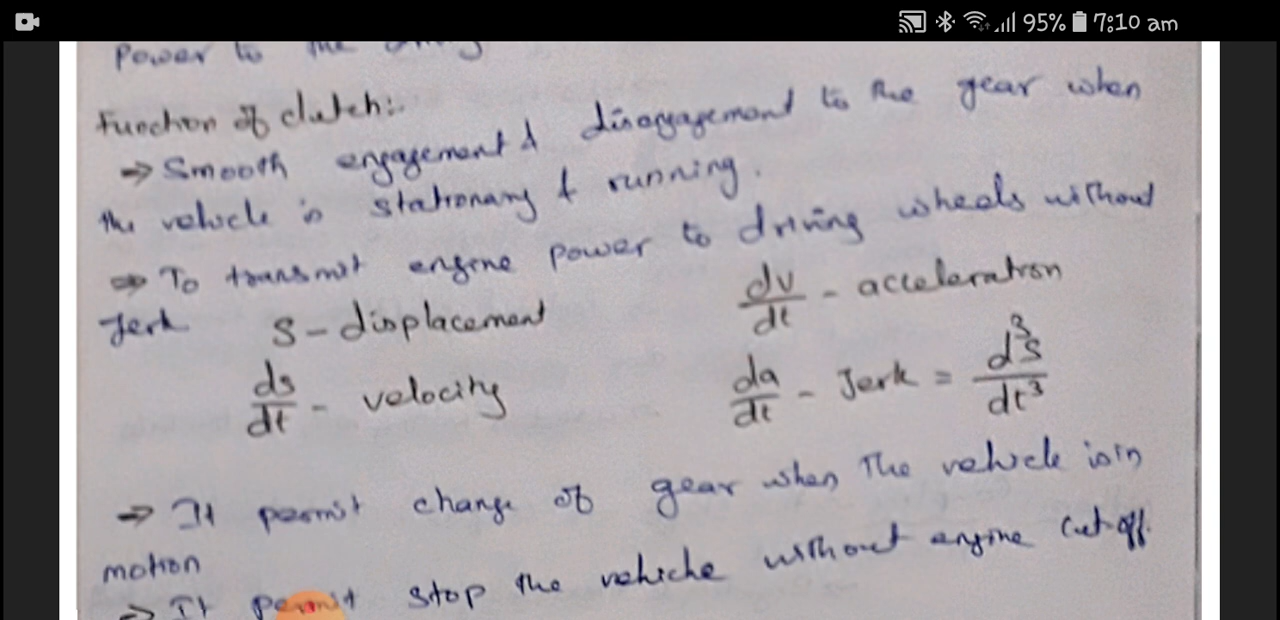 95% 7:10 am
Power to the
Function of clutch:-
⇒ Smooth engagement & disengagement to the gear when
the vehicle is stationary & running.
⇒ To transmit engine power to driving wheels without
Jerk S - displacement dv/dt - acceleration
ds/dt - velocity da/dt - Jerk = d³s/dt³
⇒ It permit change of gear when The vehicle is in
motion
⇒ It permit stop the vehicle without engine cut off.